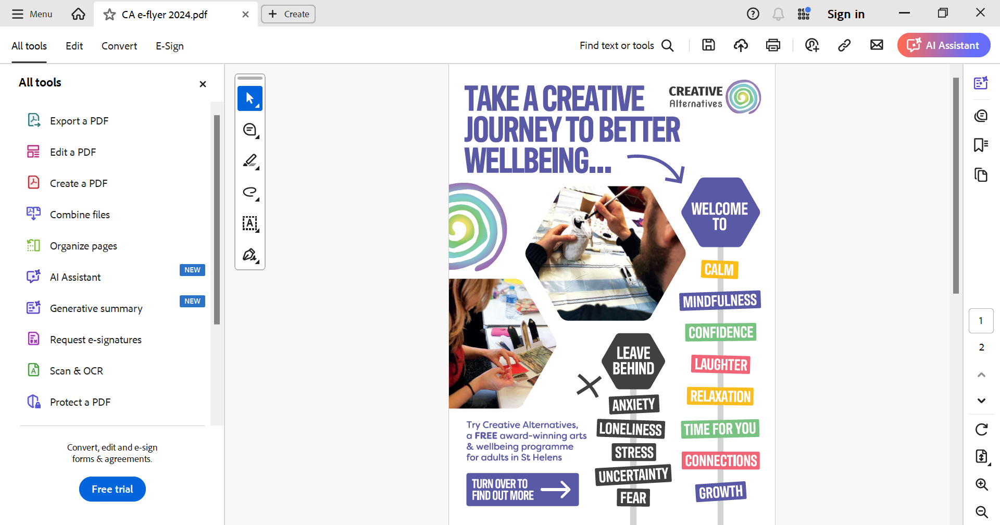 Menu
CA e-flyer 2024.pdf
Create
Sign in
All tools
Edit
Convert
E-Sign
Find text or tools
AI Assistant
All tools
Export a PDF
Edit a PDF
Create a PDF
Combine files
Organize pages
AI Assistant
NEW
Generative summary
NEW
Request e-signatures
Scan & OCR
Protect a PDF
Convert, edit and e-sign
forms & agreements.
Free trial
TAKE A CREATIVE
JOURNEY TO BETTER
WELLBEING...
CREATIVE
Alternatives
WELCOME
TO
CALM
MINDFULNESS
CONFIDENCE
LAUGHTER
RELAXATION
TIME FOR YOU
CONNECTIONS
GROWTH
LEAVE
BEHIND
ANXIETY
LONELINESS
STRESS
UNCERTAINTY
FEAR
Try Creative Alternatives,
a FREE award-winning arts
& wellbeing programme
for adults in St Helens
TURN OVER TO
FIND OUT MORE
1
2